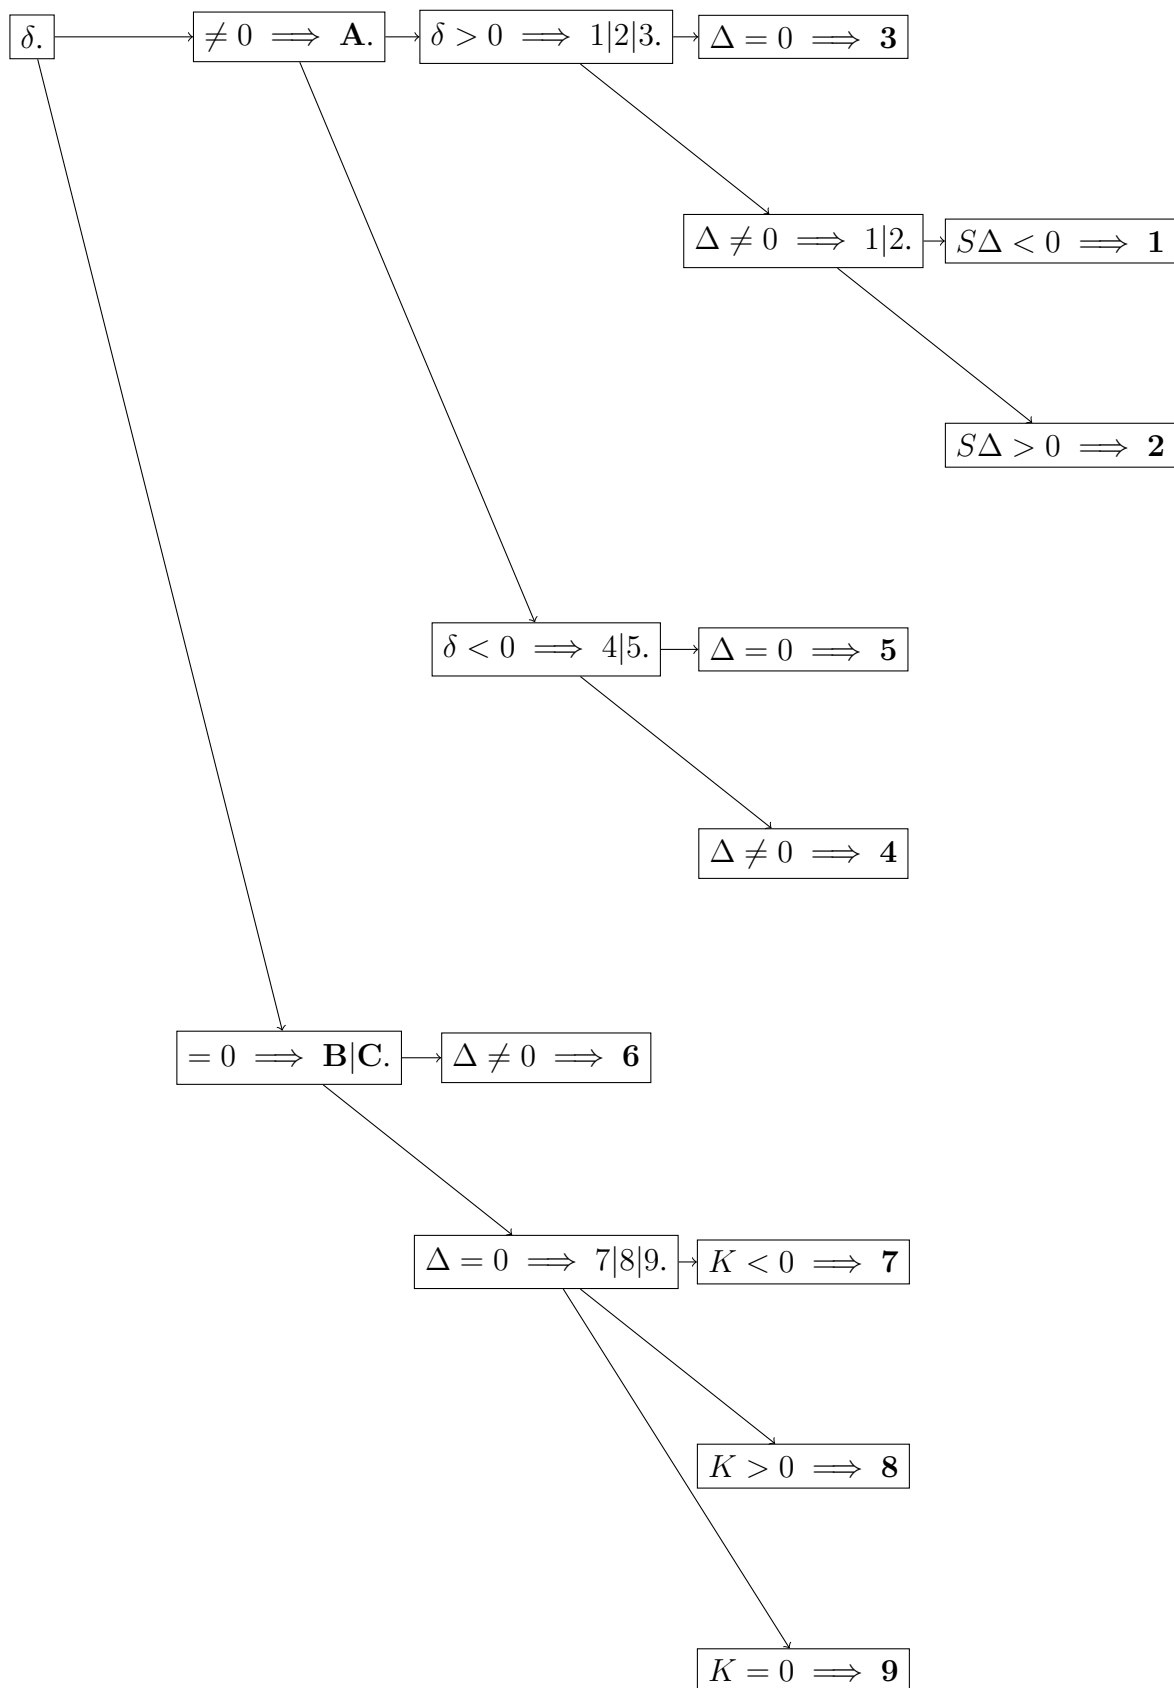 δ.
≠ 0 ⟹ A.
δ > 0 ⟹ 1|2|3.
Δ = 0 ⟹ 3
Δ ≠ 0 ⟹ 1|2.
SΔ < 0 ⟹ 1
SΔ > 0 ⟹ 2
δ < 0 ⟹ 4|5.
Δ = 0 ⟹ 5
Δ ≠ 0 ⟹ 4
= 0 ⟹ B|C.
Δ ≠ 0 ⟹ 6
Δ = 0 ⟹ 7|8|9.
K < 0 ⟹ 7
K > 0 ⟹ 8
K = 0 ⟹ 9